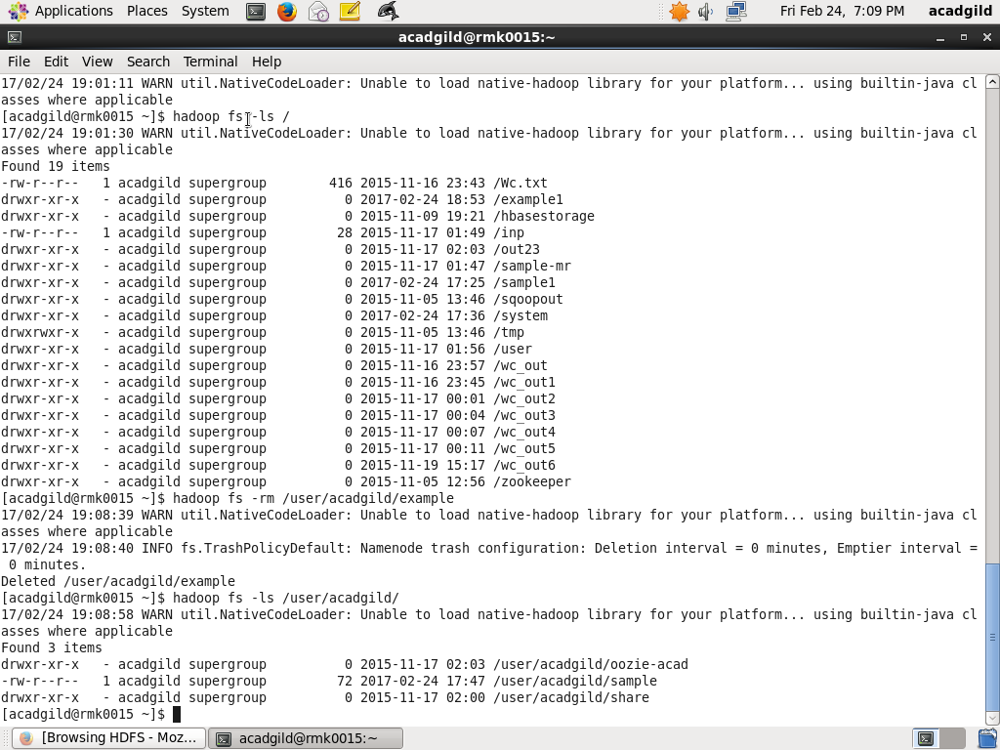 Applications Places System Fri Feb 24, 7:09 PM acadgild
acadgild@rmk0015:~
File Edit View Search Terminal Help
17/02/24 19:01:11 WARN util.NativeCodeLoader: Unable to load native-hadoop library for your platform... using builtin-java cl
asses where applicable
[acadgild@rmk0015 ~]$ hadoop fs -ls /
17/02/24 19:01:30 WARN util.NativeCodeLoader: Unable to load native-hadoop library for your platform... using builtin-java cl
asses where applicable
Found 19 items
-rw-r--r--   1 acadgild supergroup        416 2015-11-16 23:43 /Wc.txt
drwxr-xr-x   - acadgild supergroup          0 2017-02-24 18:53 /example1
drwxr-xr-x   - acadgild supergroup          0 2015-11-09 19:21 /hbasestorage
-rw-r--r--   1 acadgild supergroup         28 2015-11-17 01:49 /inp
drwxr-xr-x   - acadgild supergroup          0 2015-11-17 02:03 /out23
drwxr-xr-x   - acadgild supergroup          0 2015-11-17 01:47 /sample-mr
drwxr-xr-x   - acadgild supergroup          0 2017-02-24 17:25 /sample1
drwxr-xr-x   - acadgild supergroup          0 2015-11-05 13:46 /sqoopout
drwxr-xr-x   - acadgild supergroup          0 2017-02-24 17:36 /system
drwxrwxr-x   - acadgild supergroup          0 2015-11-05 13:46 /tmp
drwxr-xr-x   - acadgild supergroup          0 2015-11-17 01:56 /user
drwxr-xr-x   - acadgild supergroup          0 2015-11-16 23:57 /wc_out
drwxr-xr-x   - acadgild supergroup          0 2015-11-16 23:45 /wc_out1
drwxr-xr-x   - acadgild supergroup          0 2015-11-17 00:01 /wc_out2
drwxr-xr-x   - acadgild supergroup          0 2015-11-17 00:04 /wc_out3
drwxr-xr-x   - acadgild supergroup          0 2015-11-17 00:07 /wc_out4
drwxr-xr-x   - acadgild supergroup          0 2015-11-17 00:11 /wc_out5
drwxr-xr-x   - acadgild supergroup          0 2015-11-19 15:17 /wc_out6
drwxr-xr-x   - acadgild supergroup          0 2015-11-05 12:56 /zookeeper
[acadgild@rmk0015 ~]$ hadoop fs -rm /user/acadgild/example
17/02/24 19:08:39 WARN util.NativeCodeLoader: Unable to load native-hadoop library for your platform... using builtin-java cl
asses where applicable
17/02/24 19:08:40 INFO fs.TrashPolicyDefault: Namenode trash configuration: Deletion interval = 0 minutes, Emptier interval =
 0 minutes.
Deleted /user/acadgild/example
[acadgild@rmk0015 ~]$ hadoop fs -ls /user/acadgild/
17/02/24 19:08:58 WARN util.NativeCodeLoader: Unable to load native-hadoop library for your platform... using builtin-java cl
asses where applicable
Found 3 items
drwxr-xr-x   - acadgild supergroup          0 2015-11-17 02:03 /user/acadgild/oozie-acad
-rw-r--r--   1 acadgild supergroup         72 2017-02-24 17:47 /user/acadgild/sample
drwxr-xr-x   - acadgild supergroup          0 2015-11-17 02:00 /user/acadgild/share
[acadgild@rmk0015 ~]$
[Browsing HDFS - Moz... acadgild@rmk0015:~